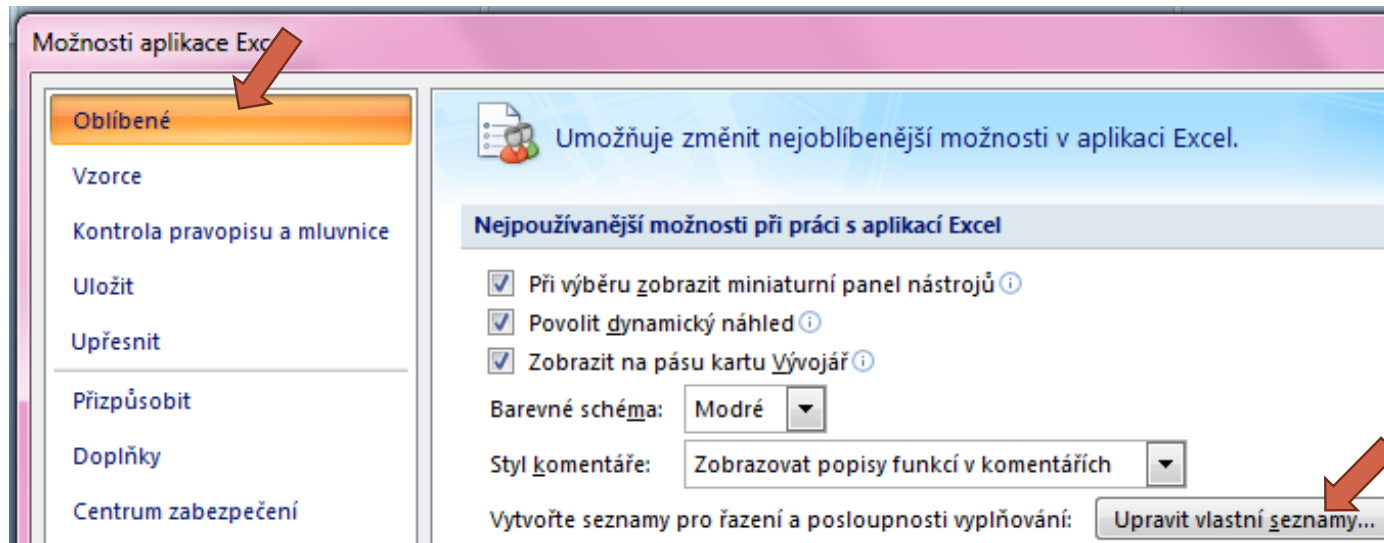 Možnosti aplikace Exc
Oblíbené
Vzorce
Kontrola pravopisu a mluvnice
Uložit
Upřesnit
Přizpůsobit
Doplňky
Centrum zabezpečení
Umožňuje změnit nejoblíbenější možnosti v aplikaci Excel.
Nejpoužívanější možnosti při práci s aplikací Excel
Při výběru zobrazit miniaturní panel nástrojů
Povolit dynamický náhled
Zobrazit na pásu kartu Vývojář
Barevné schéma: Modré
Styl komentáře: Zobrazovat popisy funkcí v komentářích
Vytvořte seznamy pro řazení a posloupnosti vyplňování: Upravit vlastní seznamy...